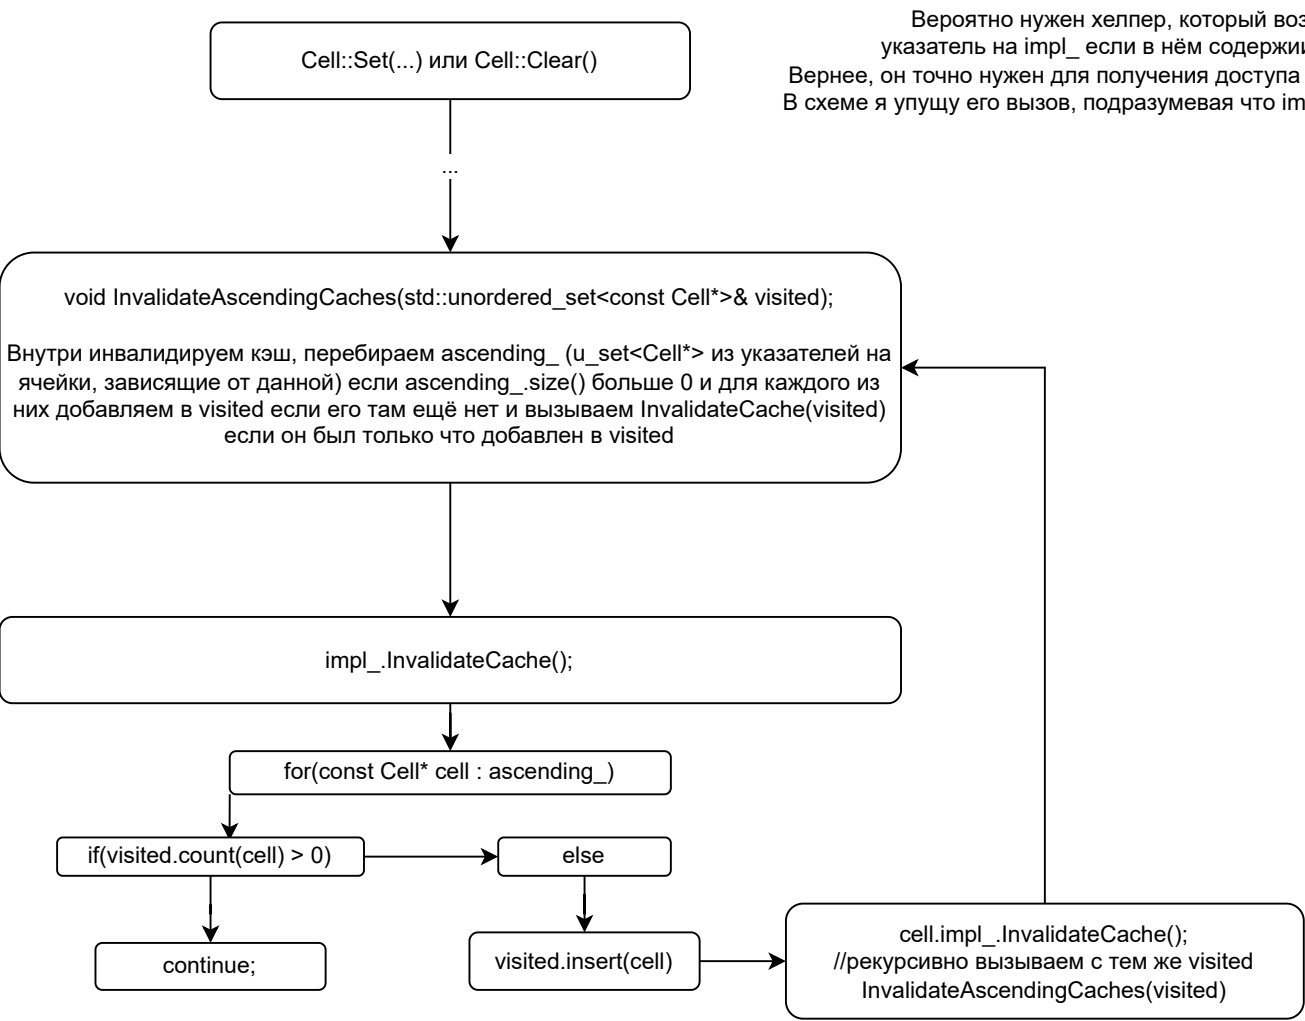 Cell::Set(...) или Cell::Clear()
Вероятно нужен хелпер, который
указатель на impl_ если в нём
Вернее, он точно нужен для получения доступа
В схеме я упущу его вызов, подразумевая что
...
void InvalidateAscendingCaches(std::unordered_set<const Cell*>& visited);
Внутри инвалидируем кэш, перебираем ascending_ (u_set<Cell*> из указателей на
ячейки, зависящие от данной) если ascending_.size() больше 0 и для каждого из
них добавляем в visited если его там ещё нет и вызываем InvalidateCache(visited)
если он был только что добавлен в visited
impl_.InvalidateCache();
for(const Cell* cell : ascending_)
if(visited.count(cell) > 0)
else
continue;
visited.insert(cell)
cell.impl_.InvalidateCache();
//рекурсивно вызываем с тем же visited
InvalidateAscendingCaches(visited)